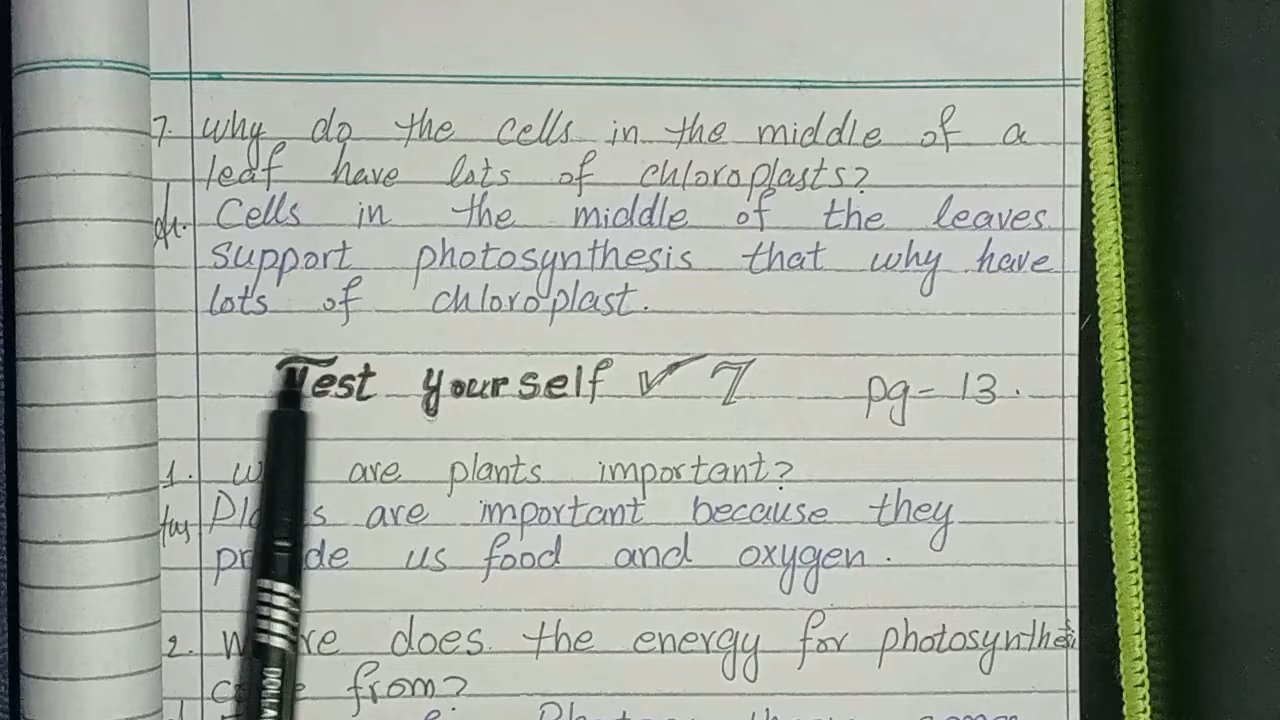 7. Why do the cells in the middle of a
leaf have lots of chloroplasts?
Cells in the middle of the leaves
support photosynthesis that why have
lots of chloroplast.
Test yourself ✓ 7 pg- 13.
1. are plants important?
Ans are important because they
us food and oxygen.
2. does the energy for photosynthesi
from?